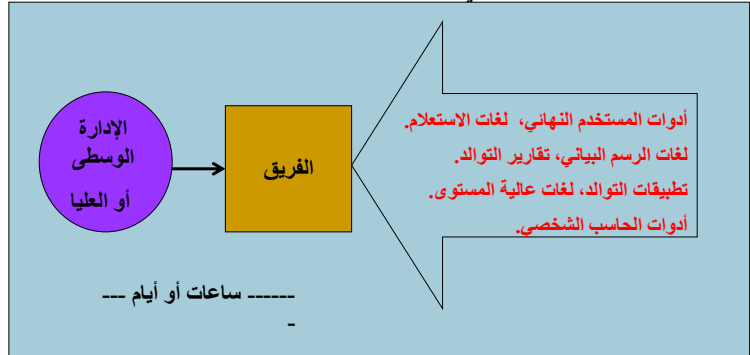 أدوات المستخدم النهائي، لغات الاستعلام.
لغات الرسم البياني، تقارير التوالد.
تطبيقات التوالد، لغات عالية المستوى.
أدوات الحاسب الشخصي.
الفريق
الإدارة
الوسطى
أو العليا
------ ساعات أو أيام ---
-